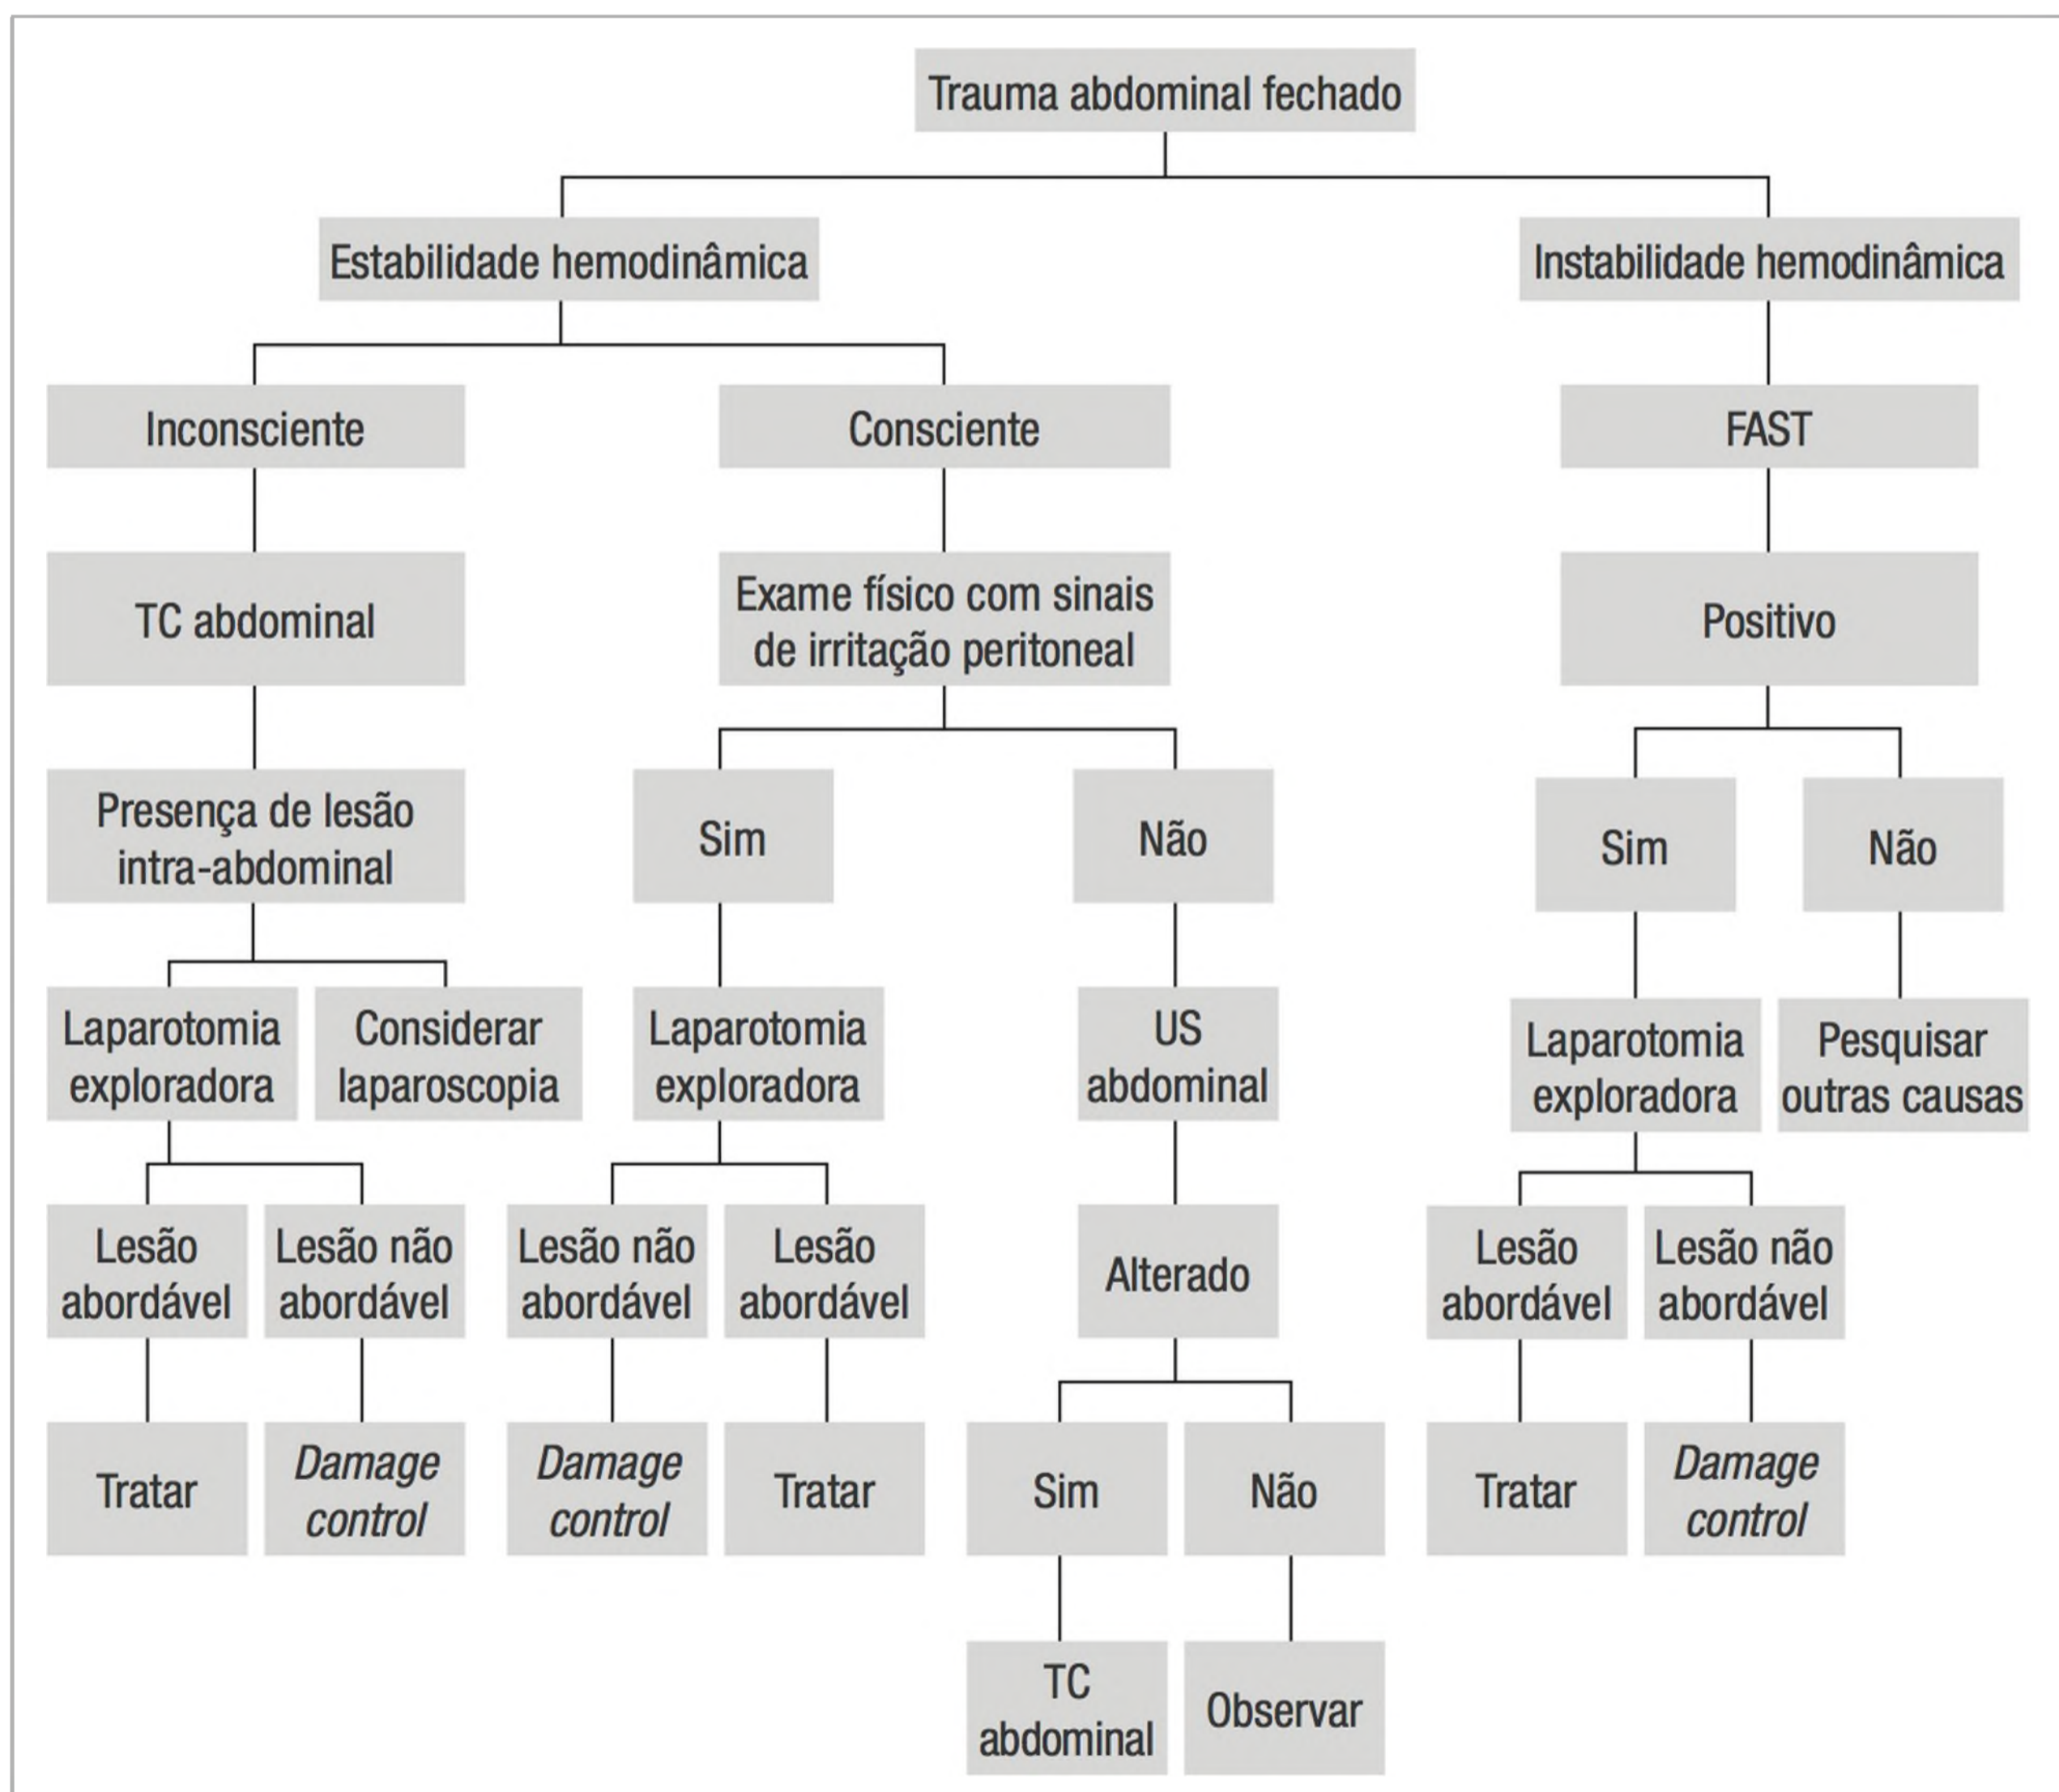 Trauma abdominal fechado
Estabilidade hemodinâmica
Instabilidade hemodinâmica
Inconsciente
Consciente
FAST
TC abdominal
Exame físico com sinais
de irritação peritoneal
Positivo
Presença de lesão
intra-abdominal
Sim
Não
Sim
Não
Laparotomia
exploradora
Considerar
laparoscopia
Laparotomia
exploradora
US
abdominal
Laparotomia
exploradora
Pesquisar
outras causas
Lesão
abordável
Lesão não
abordável
Lesão não
abordável
Lesão
abordável
Alterado
Lesão
abordável
Lesão não
abordável
Tratar
Damage
control
Damage
control
Tratar
Sim
Não
Tratar
Damage
control
TC
abdominal
Observar